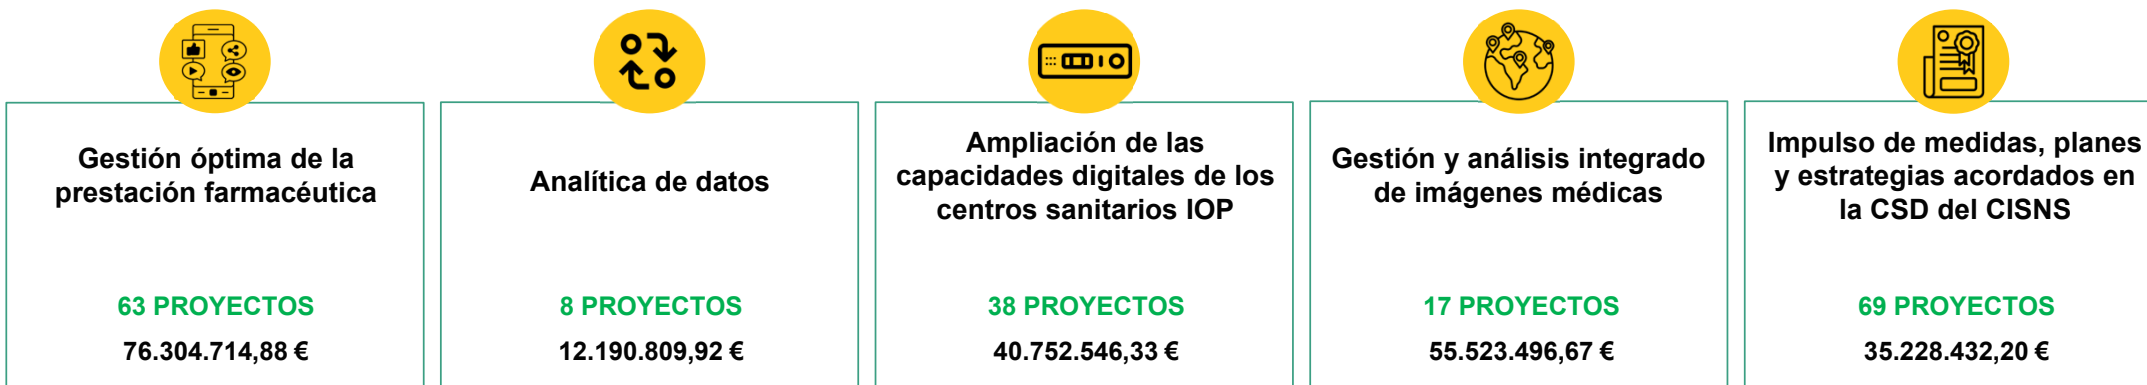 Gestión óptima de la
prestación farmacéutica
63 PROYECTOS
76.304.714,88 €
Analítica de datos
8 PROYECTOS
12.190.809,92 €
Ampliación de las
capacidades digitales de los
centros sanitarios IOP
38 PROYECTOS
40.752.546,33 €
Gestión y análisis integrado
de imágenes médicas
17 PROYECTOS
55.523.496,67 €
Impulso de medidas, planes
y estrategias acordados en
la CSD del CISNS
69 PROYECTOS
35.228.432,20 €